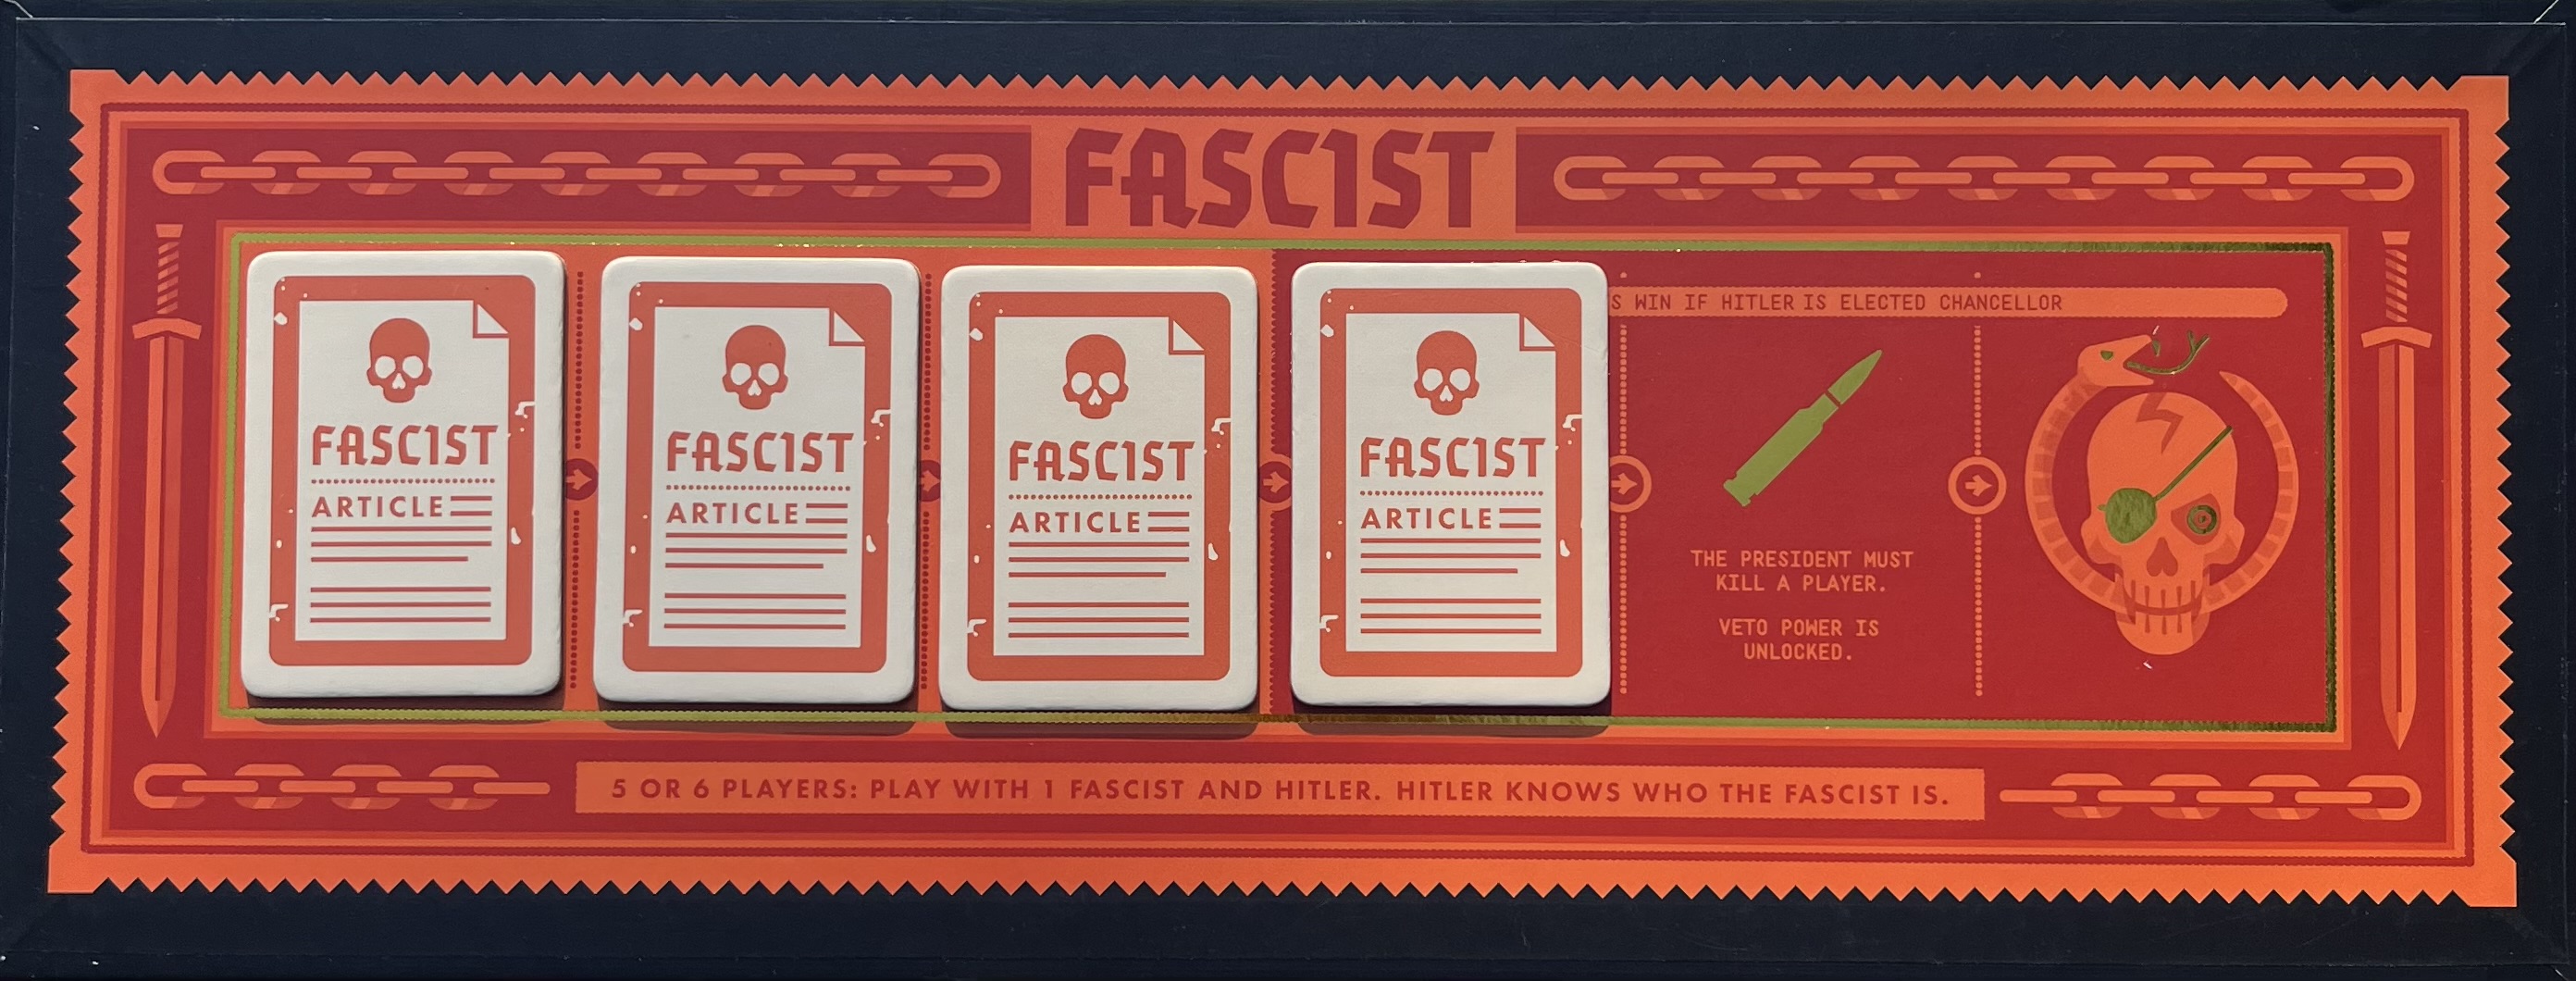 FASCIST
S WIN IF HITLER IS ELECTED CHANCELLOR
FASCIST
ARTICLE
FASCIST
ARTICLE
FASCIST
ARTICLE
FASCIST
ARTICLE
THE PRESIDENT MUST
KILL A PLAYER.
VETO POWER IS
UNLOCKED.
5 OR 6 PLAYERS: PLAY WITH 1 FASCIST AND HITLER. HITLER KNOWS WHO THE FASCIST IS.